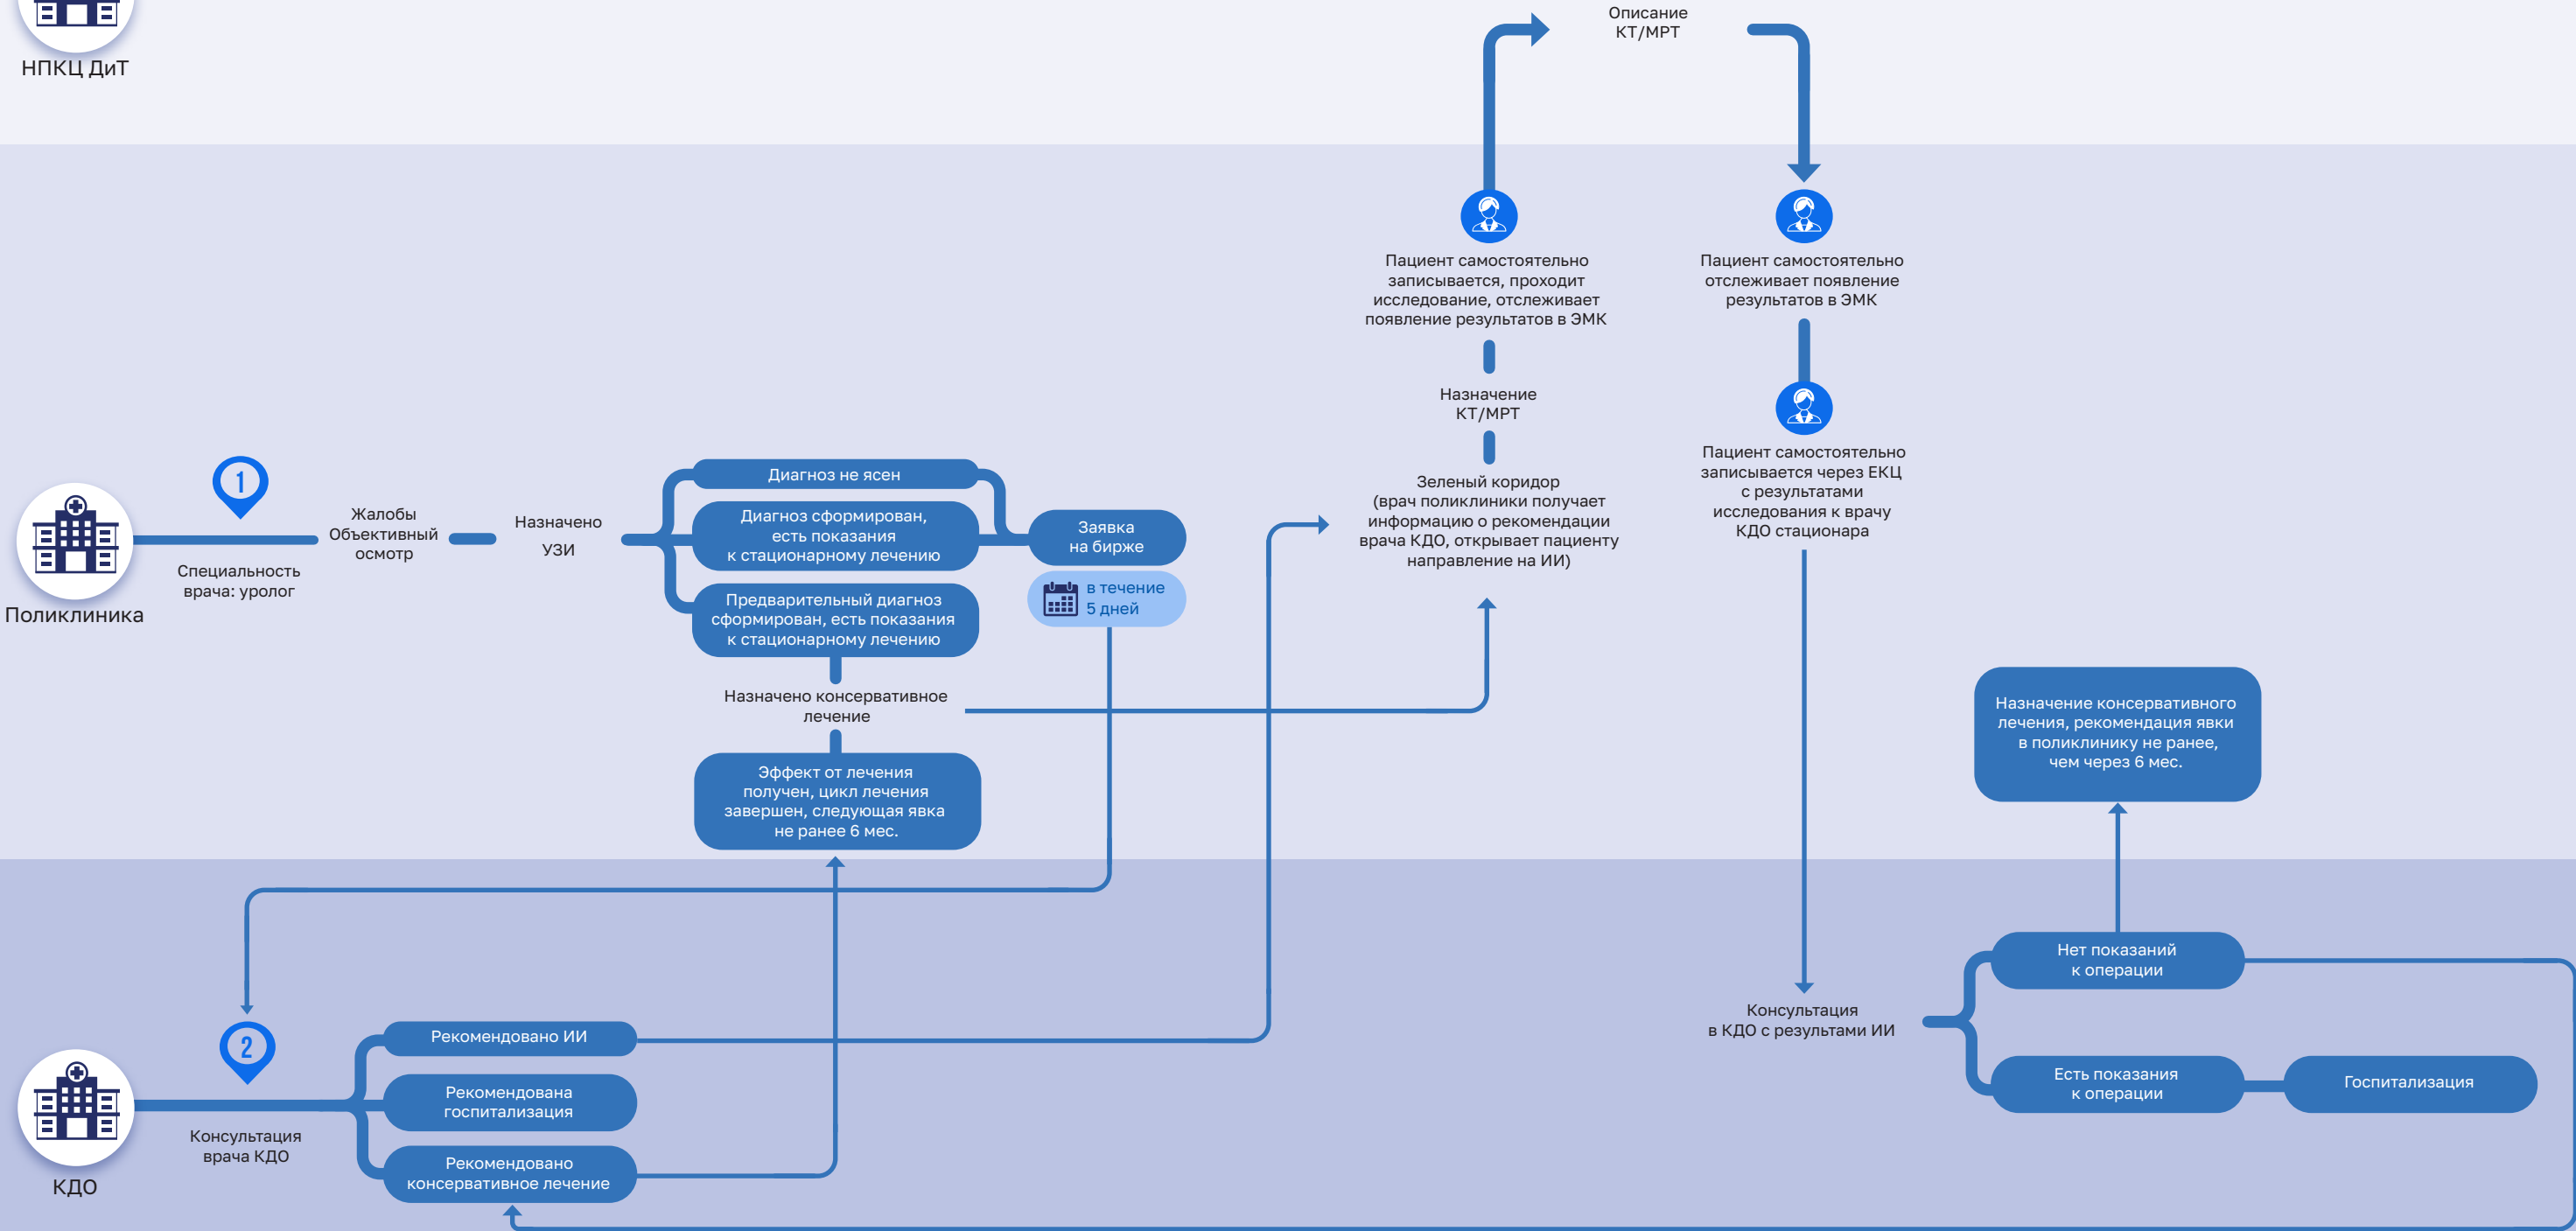 НПКЦ ДиТ
Описание
КТ/МРТ
Пациент самостоятельно
записывается, проходит
исследование, отслеживает
появление результатов в ЭМК
Назначение
КТ/МРТ
Зеленый коридор
(врач поликлиники получает
информацию о рекомендации
врача КДО, открывает пациенту
направление на ИИ)
Пациент самостоятельно
отслеживает появление
результатов в ЭМК
Пациент самостоятельно
записывается через ЕКЦ
с результатами
исследования к врачу
КДО стационара
Поликлиника
1
Специальность
врача: уролог
Жалобы
Объективный
осмотр
Назначено
УЗИ
Диагноз не ясен
Диагноз сформирован,
есть показания
к стационарному лечению
Предварительный диагноз
сформирован, есть показания
к стационарному лечению
Заявка
на бирже
в течение
5 дней
Назначено консервативное
лечение
Эффект от лечения
получен, цикл лечения
завершен, следующая явка
не ранее 6 мес.
Назначение консервативного
лечения, рекомендация явки
в поликлинику не ранее,
чем через 6 мес.
КДО
2
Консультация
врача КДО
Рекомендовано ИИ
Рекомендована
госпитализация
Рекомендовано
консервативное лечение
Консультация
в КДО с результами ИИ
Нет показаний
к операции
Есть показания
к операции
Госпитализация